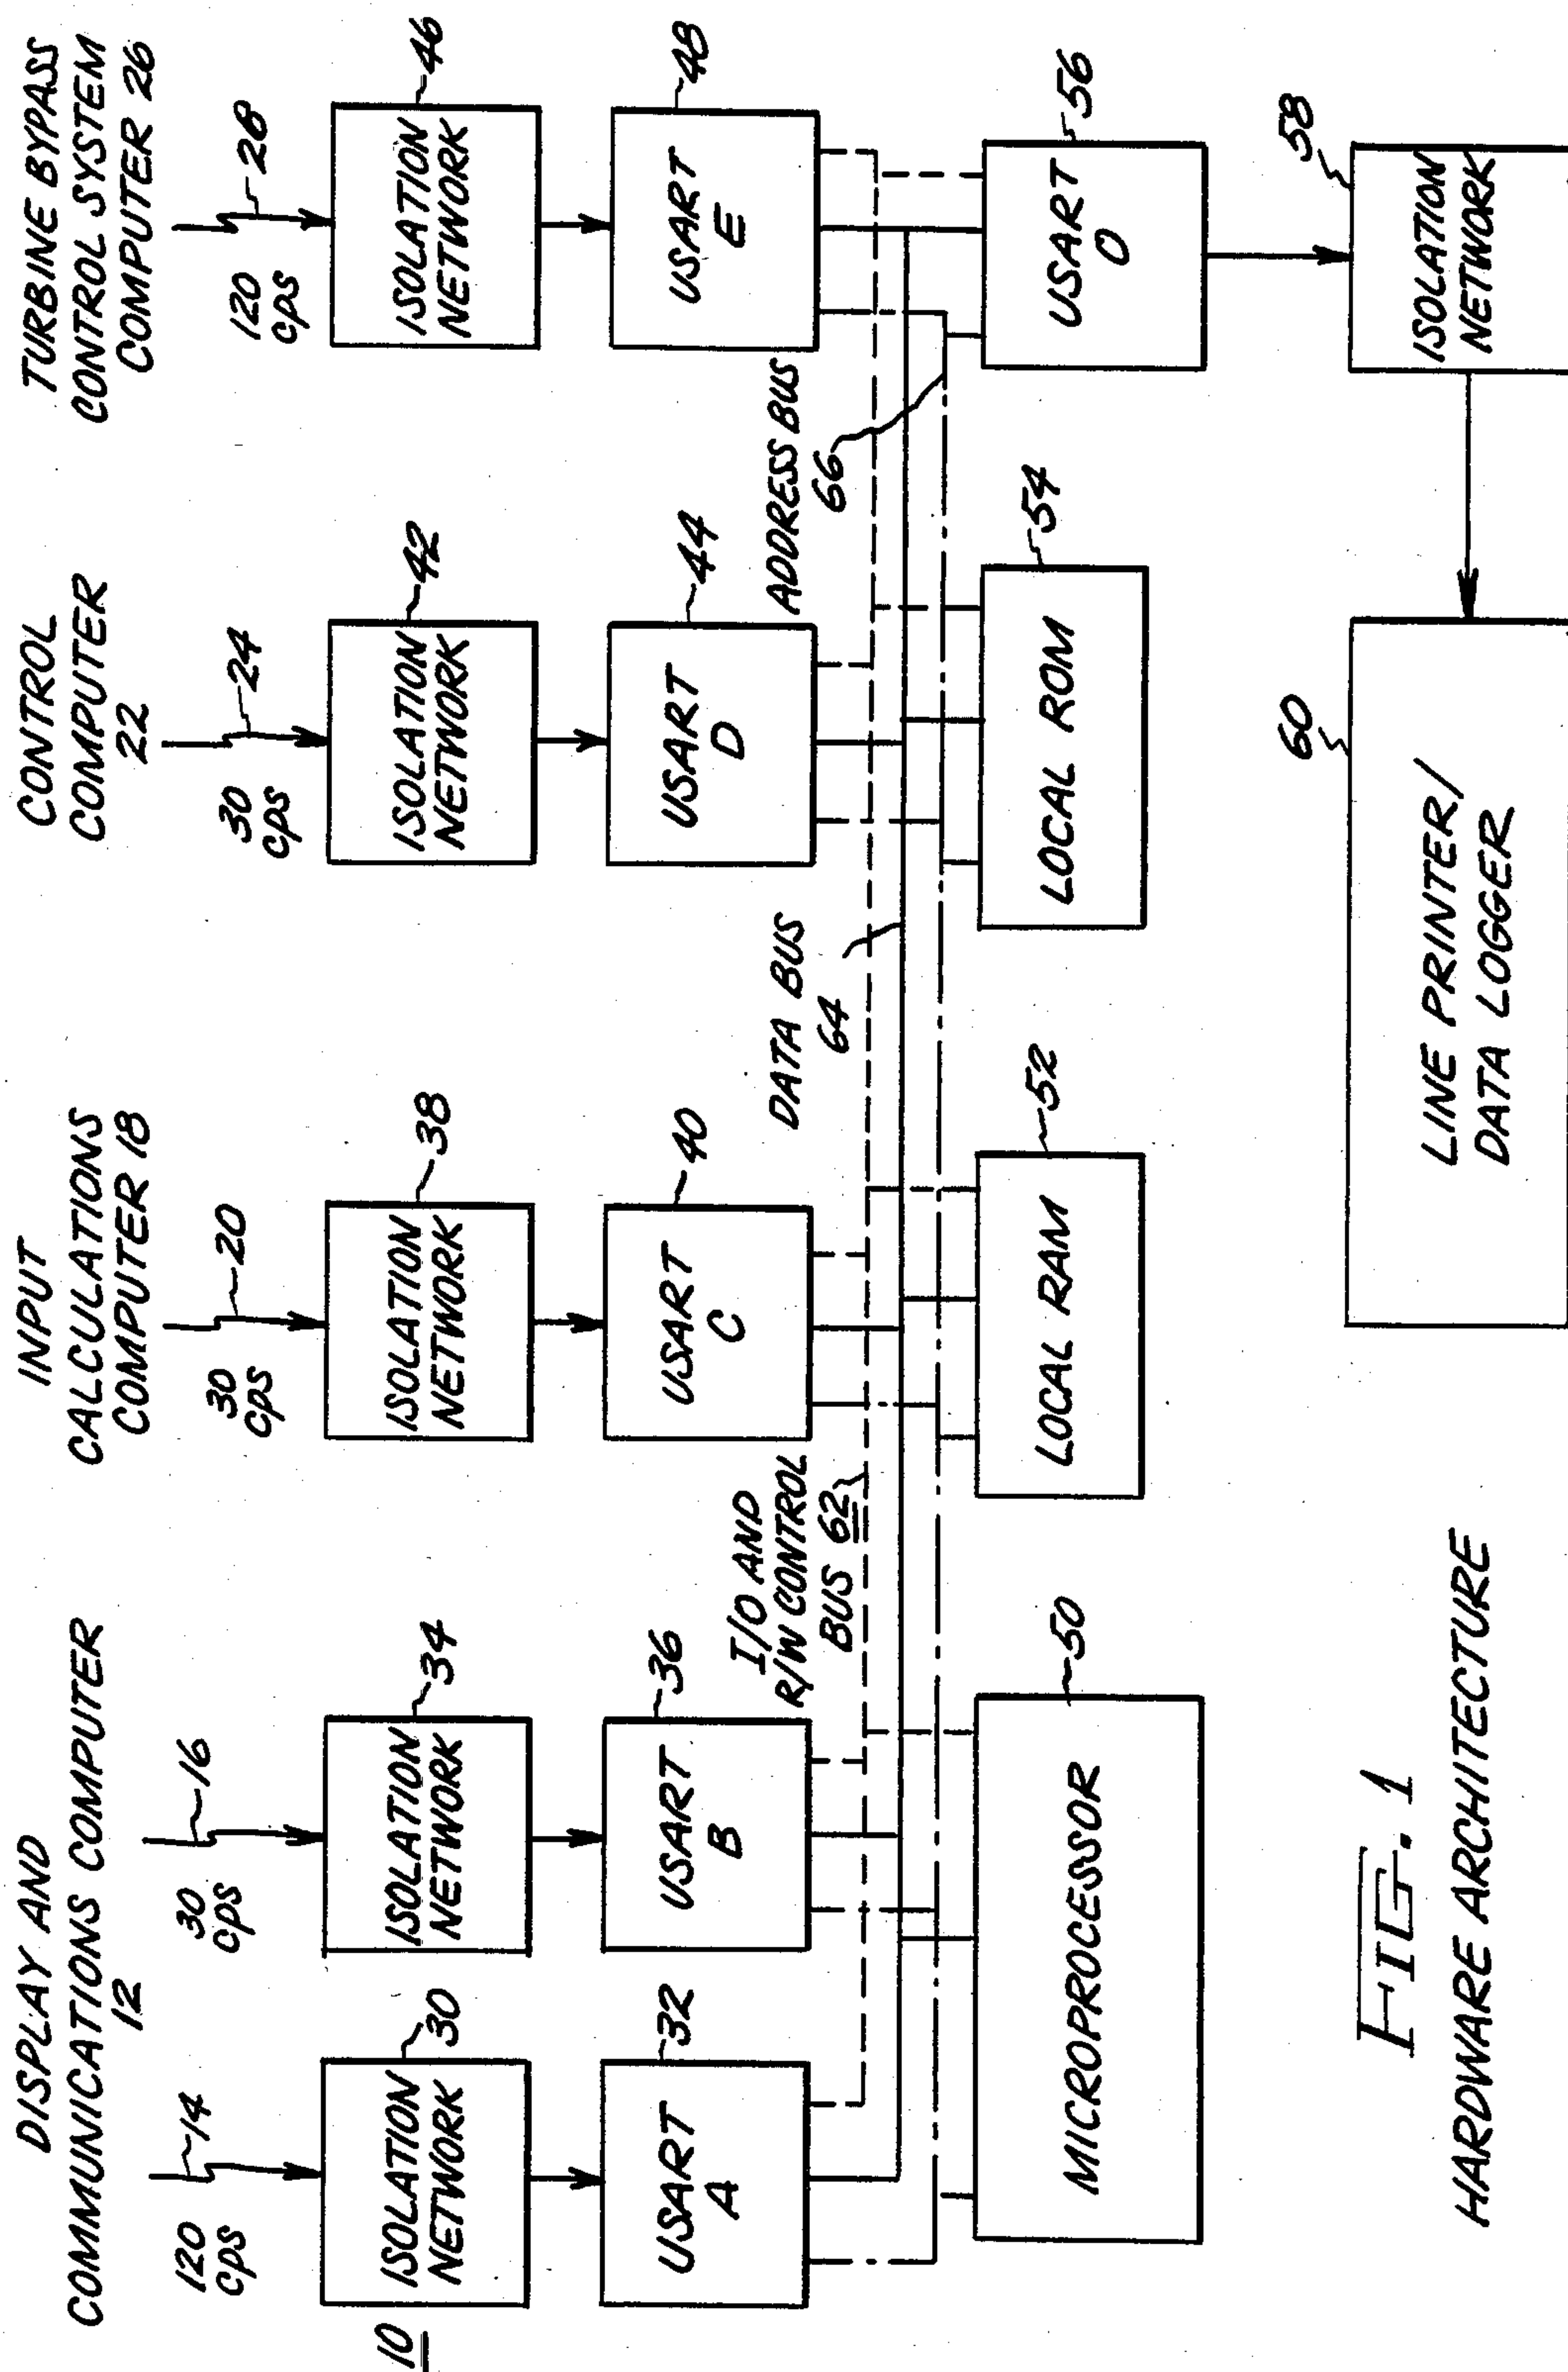 DISPLAY AND
COMMUNICATIONS COMPUTER
12
INPUT
CALCULATIONS
COMPUTER 18
CONTROL
COMPUTER
22
TURBINE BYPASS
CONTROL SYSTEM
COMPUTER 26
120
cps
14
30
cps
16
30
cps
20
30
cps
24
120
cps
28
10
ISOLATION
NETWORK
30
ISOLATION
NETWORK
34
ISOLATION
NETWORK
38
ISOLATION
NETWORK
42
ISOLATION
NETWORK
46
USART
A
32
USART
B
36
USART
C
40
USART
D
44
USART
E
48
I/O AND
R/W CONTROL
BUS 62
DATA BUS
64
ADDRESS BUS
66
MICROPROCESSOR
50
LOCAL RAM
52
LOCAL ROM
54
USART
O
56
FIG. 1
HARDWARE ARCHITECTURE
LINE PRINTER/
DATA LOGGER
60
ISOLATION
NETWORK
58